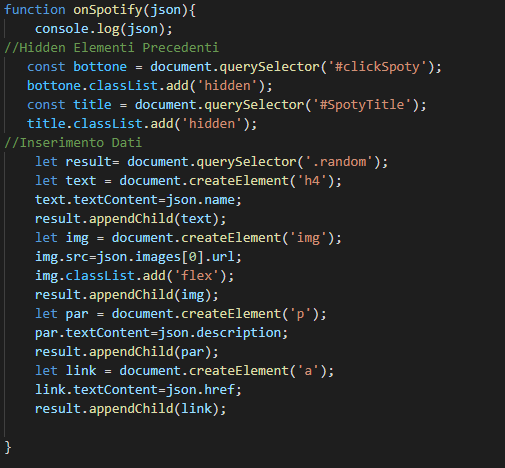 function onSpotify(json){
    console.log(json);
//Hidden Elementi Precedenti
   const bottone = document.querySelector('#clickSpoty');
   bottone.classList.add('hidden');
   const title = document.querySelector('#SpotyTitle');
   title.classList.add('hidden');
//Inserimento Dati
    let result= document.querySelector('.random');
    let text = document.createElement('h4');
    text.textContent=json.name;
    result.appendChild(text);
    let img = document.createElement('img');
    img.src=json.images[0].url;
    img.classList.add('flex');
    result.appendChild(img);
    let par = document.createElement('p');
    par.textContent=json.description;
    result.appendChild(par);
    let link = document.createElement('a');
    link.textContent=json.href;
    result.appendChild(link);
}